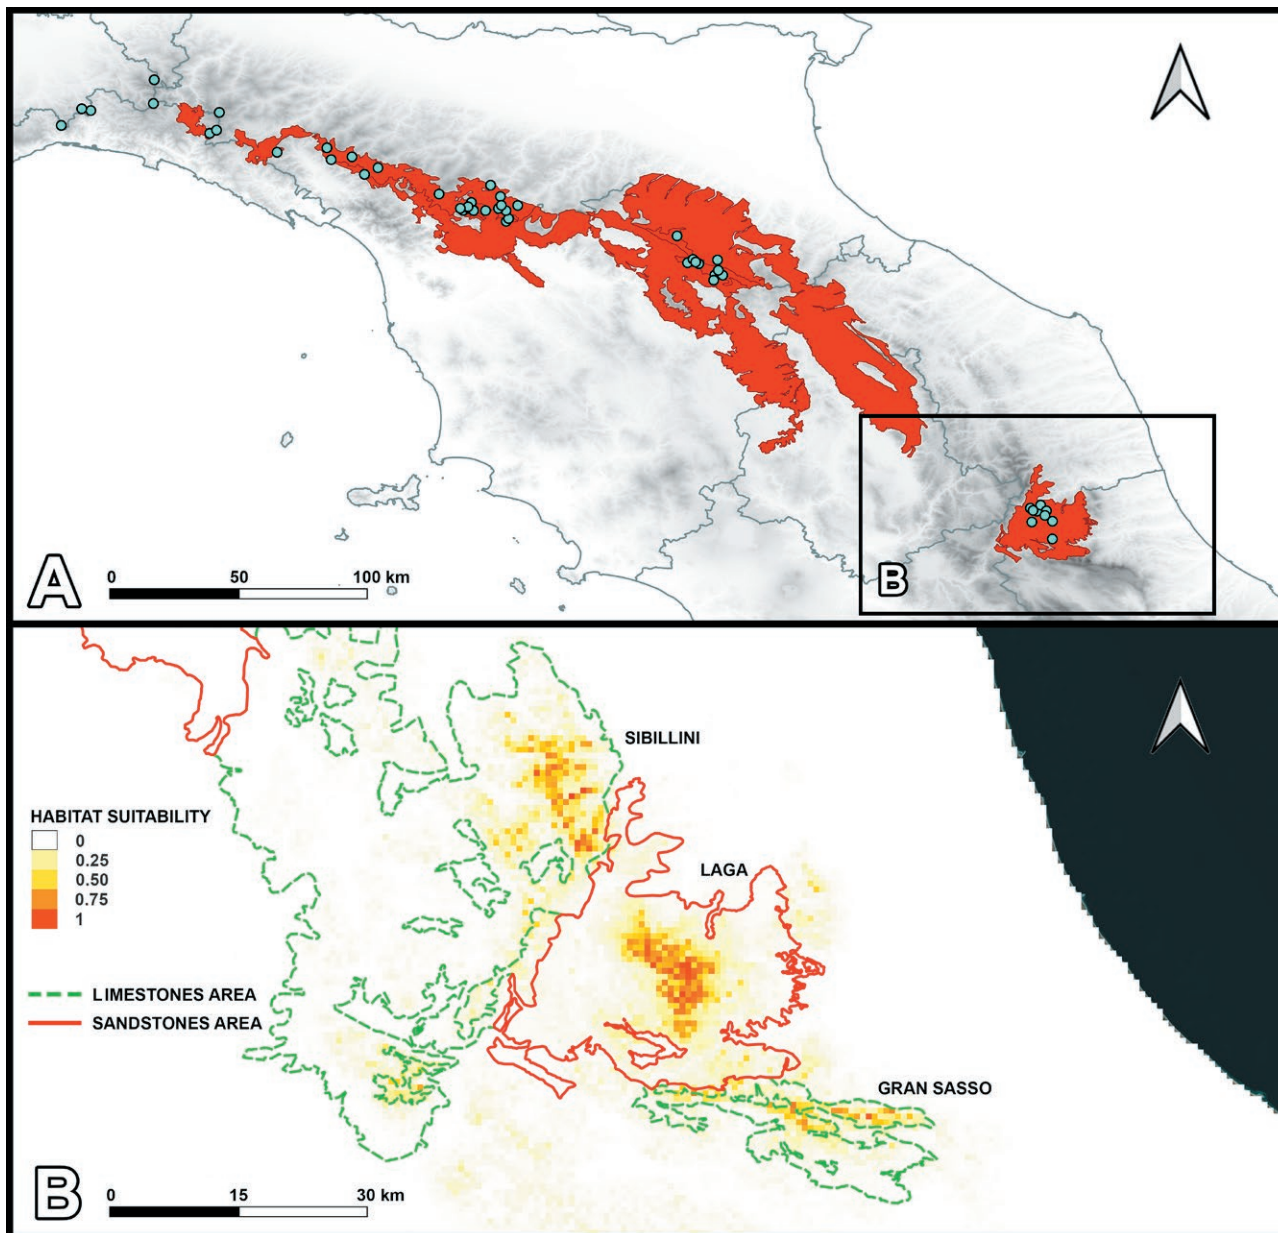 A
0 50 100 km
B
SIBILLINI
HABITAT SUITABILITY
0
0.25
0.50
0.75
1
LAGA
LIMESTONES AREA
SANDSTONES AREA
GRAN SASSO
B
0 15 30 km